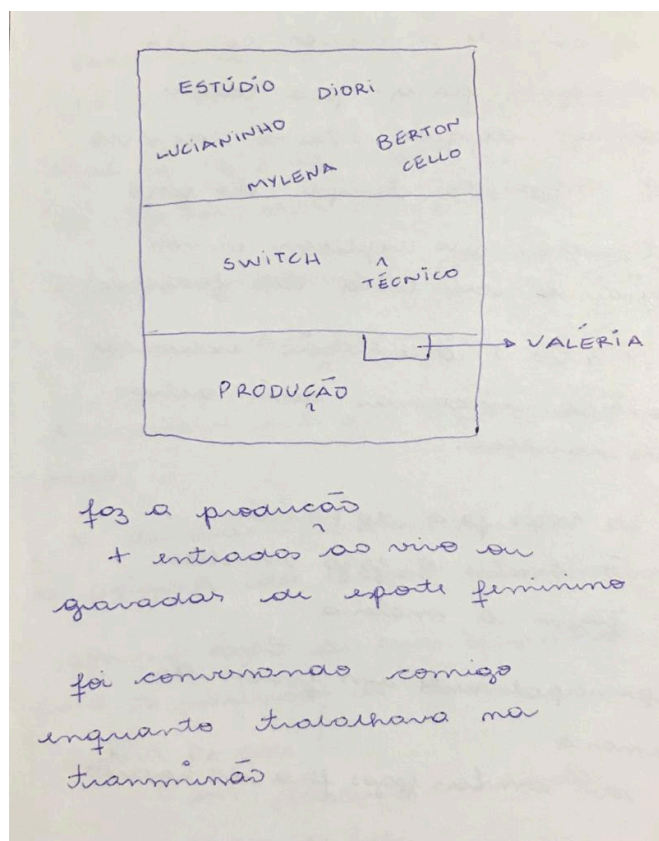 ESTÚDIO DIORI
LUCIANINHO BERTON
CELLO
MYLENA
SWITCH TÉCNICO
VALÉRIA
PRODUÇÃO
faz a produção
+ entradas ao vivo ou
gravadas de esporte feminino
foi conversando comigo
enquanto trabalhava na
transmissão